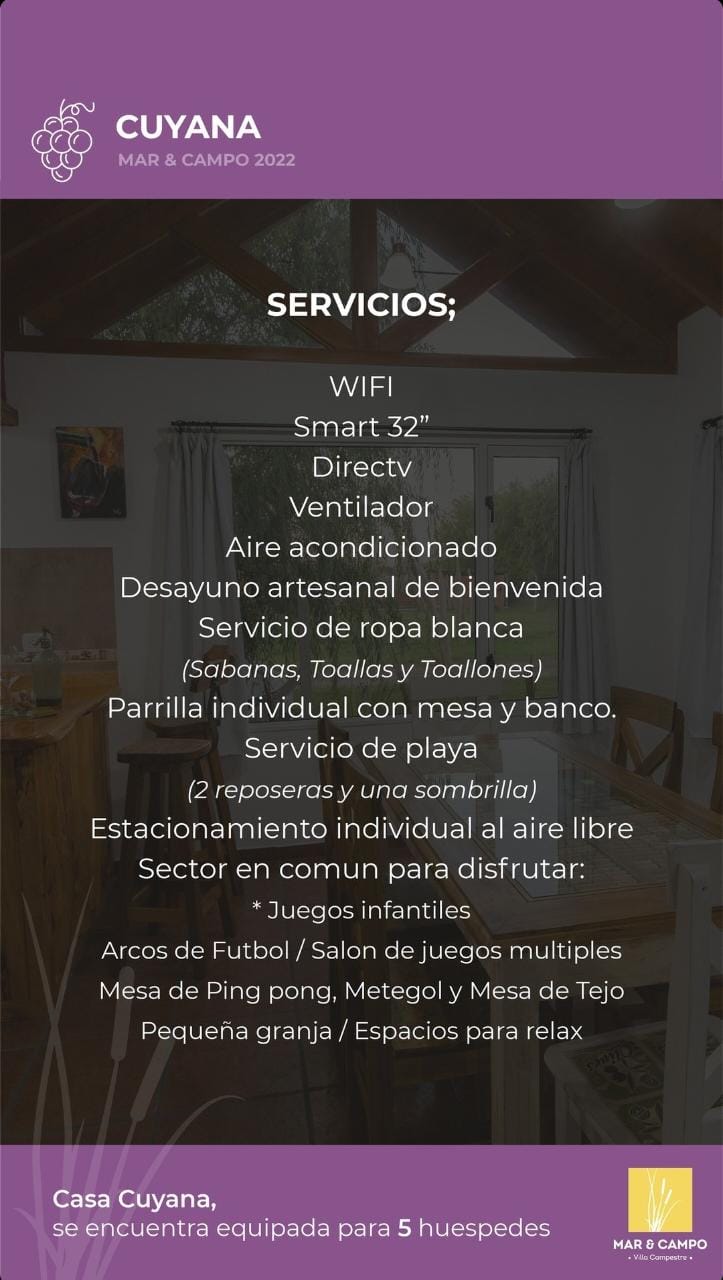 CUYANA
MAR & CAMPO 2022
SERVICIOS;
WIFI
Smart 32”
Directv
Ventilador
Aire acondicionado
Desayuno artesanal de bienvenida
Servicio de ropa blanca
(Sabanas, Toallas y Toallones)
Parrilla individual con mesa y banco.
Servicio de playa
(2 reposeras y una sombrilla)
Estacionamiento individual al aire libre
Sector en comun para disfrutar:
* Juegos infantiles
Arcos de Futbol / Salon de juegos multiples
Mesa de Ping pong, Metegol y Mesa de Tejo
Pequeña granja / Espacios para relax
Casa Cuyana,
se encuentra equipada para 5 huespedes
MAR & CAMPO
• Villa Campestre •